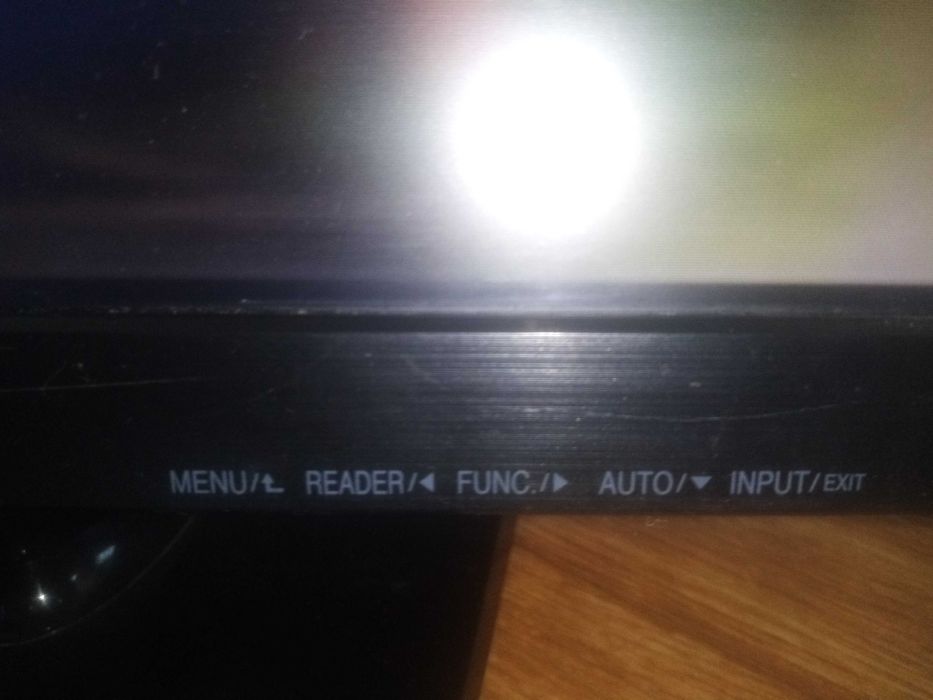 MENU/⮤ READER/◀ FUNC./▶ AUTO/▼ INPUT/EXIT